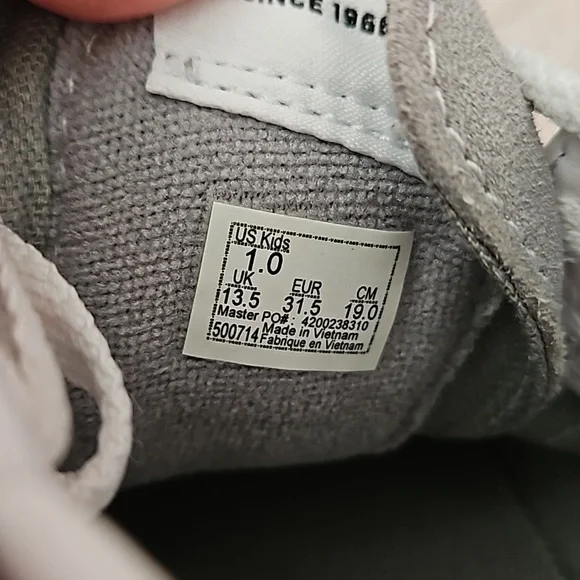 SINCE 1966
US Kids
1.0
UK EUR CM
13.5 31.5 19.0
Master PO# : 4200238310
500714 Made in Vietnam
Fabrique en Vietnam